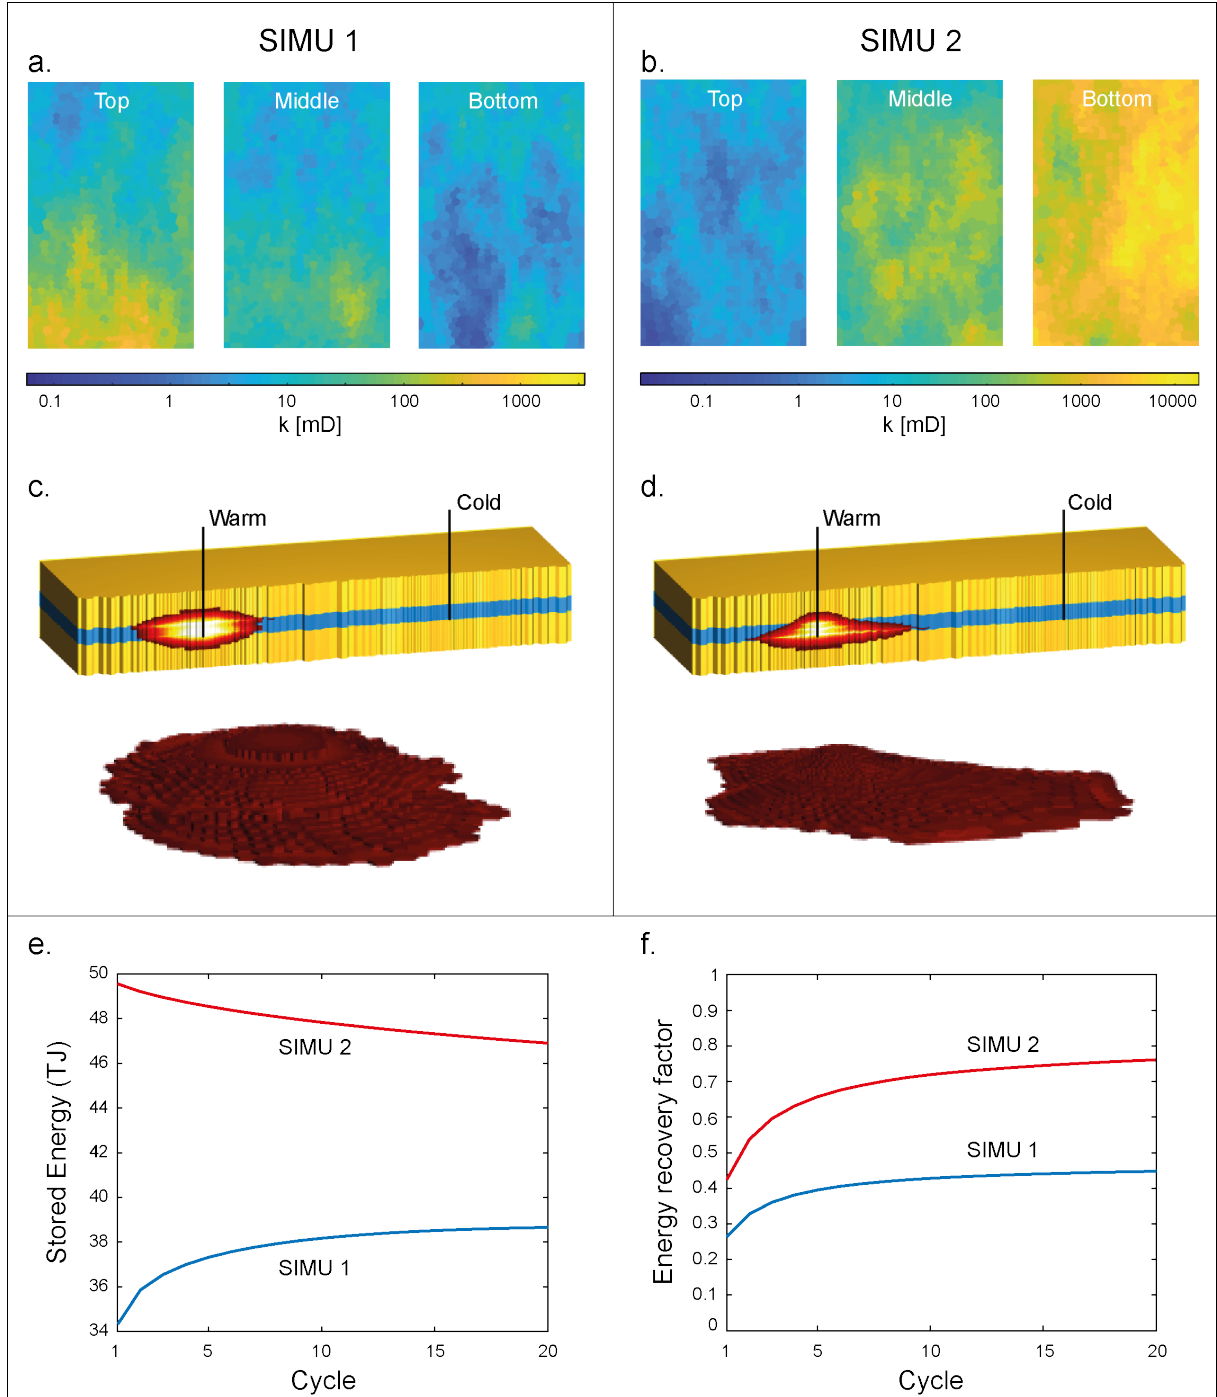 SIMU 1
SIMU 2
a.
b.
Top
Middle
Bottom
Top
Middle
Bottom
0.1 1 10 100 1000
k [mD]
0.1 1 10 100 1000 10000
k [mD]
c.
d.
Warm
Cold
Warm
Cold
e.
50
48
46
44
42
40
38
36
34
Stored Energy (TJ)
SIMU 2
SIMU 1
1 5 10 15 20
Cycle
f.
1
0.9
0.8
0.7
0.6
0.5
0.4
0.3
0.2
0.1
0
Energy recovery factor
SIMU 2
SIMU 1
1 5 10 15 20
Cycle